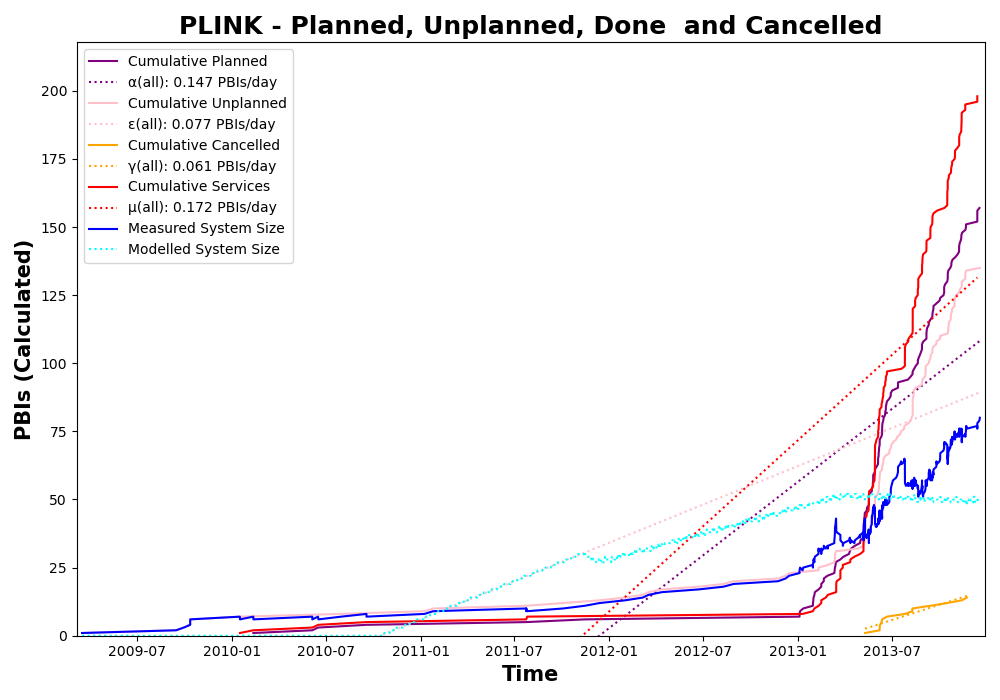 PLINK - Planned, Unplanned, Done  and Cancelled
Cumulative Planned
α(all): 0.147 PBIs/day
Cumulative Unplanned
ε(all): 0.077 PBIs/day
Cumulative Cancelled
γ(all): 0.061 PBIs/day
Cumulative Services
μ(all): 0.172 PBIs/day
Measured System Size
Modelled System Size
PBIs (Calculated)
200
175
150
125
100
75
50
25
0
2009-07
2010-01
2010-07
2011-01
2011-07
2012-01
2012-07
2013-01
2013-07
Time